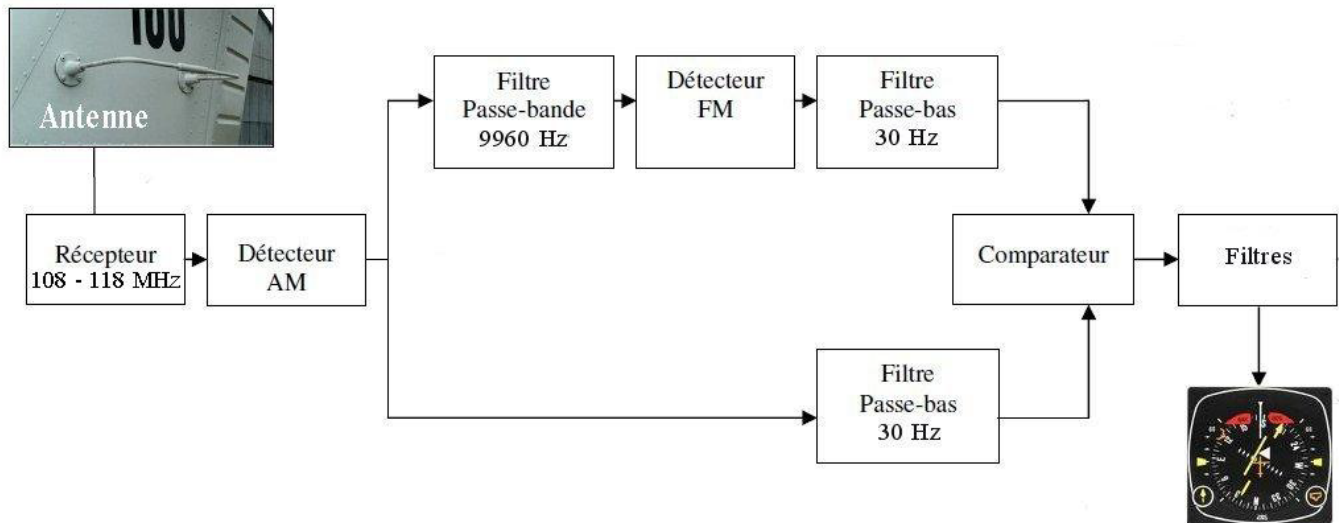 100
Antenne
Filtre
Passe-bande
9960 Hz
Détecteur
FM
Filtre
Passe-bas
30 Hz
Récepteur
108 - 118 MHz
Détecteur
AM
Comparateur
Filtres
Filtre
Passe-bas
30 Hz